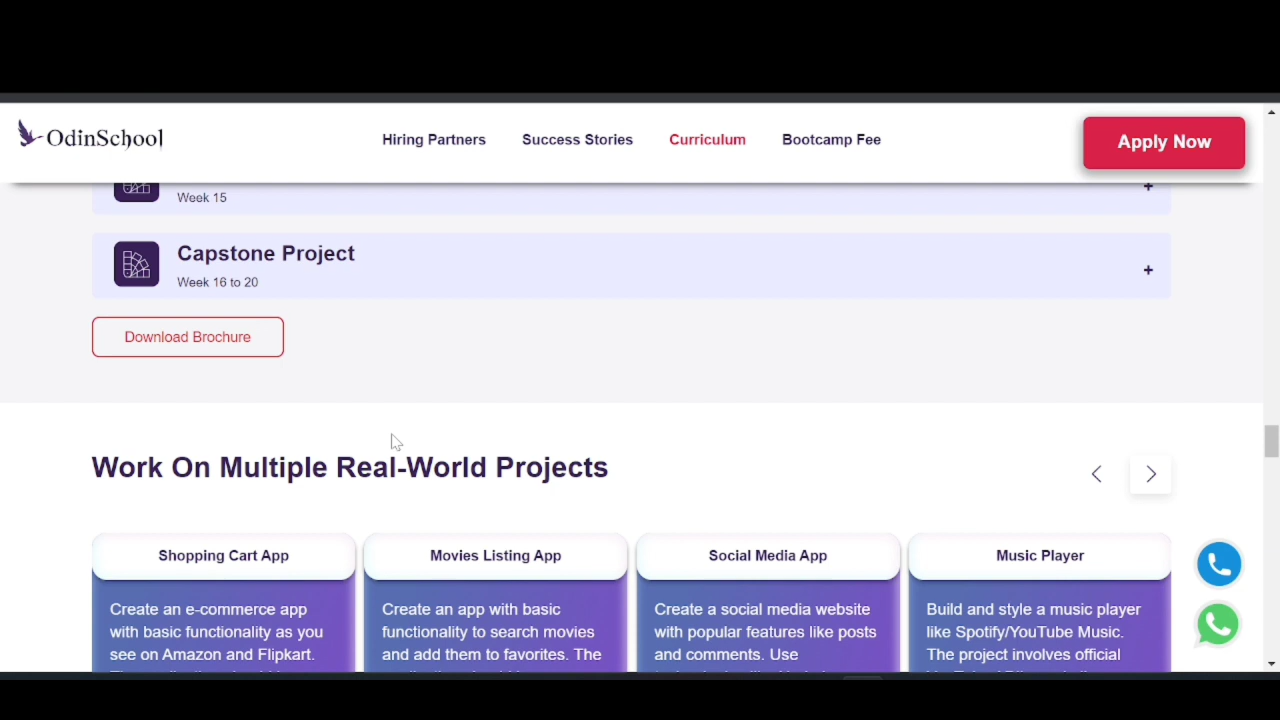 OdinSchool
Hiring Partners
Success Stories
Curriculum
Bootcamp Fee
Apply Now
Week 15
+
Capstone Project
Week 16 to 20
+
Download Brochure
Work On Multiple Real-World Projects
Shopping Cart App
Create an e-commerce app
with basic functionality as you
see on Amazon and Flipkart.
Movies Listing App
Create an app with basic
functionality to search movies
and add them to favorites. The
Social Media App
Create a social media website
with popular features like posts
and comments. Use
Music Player
Build and style a music player
like Spotify/YouTube Music.
The project involves official